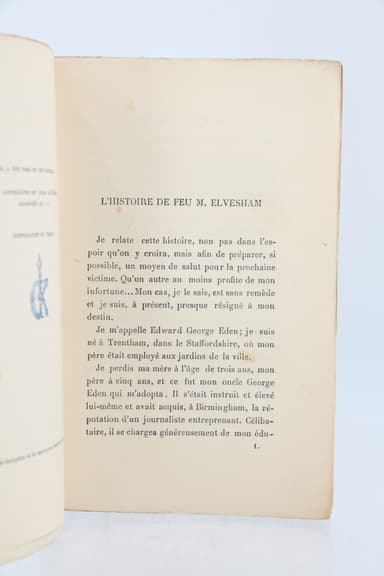 L'HISTOIRE DE FEU M. ELVESHAM
Je relate cette histoire, non pas dans l'es-
poir qu'on y croira, mais afin de préparer, si
possible, un moyen de salut pour la prochaine
victime. Qu'un autre au moins profite de mon
infortune... Mon cas, je le sais, est sans remède
et je suis, à présent, presque résigné à mon
destin.
Je m'appelle Edward George Eden; je suis
né à Trentham, dans le Staffordshire, où mon
père était employé aux jardins de la ville.
Je perdis ma mère à l'âge de trois ans, mon
père à cinq ans, et ce fut mon oncle George
Eden qui m'adopta. Il s'était instruit et élevé
lui-même et avait acquis, à Birmingham, la ré-
putation d'un journaliste entreprenant. Céliba-
taire, il se chargea généreusement de mon édu-
1.